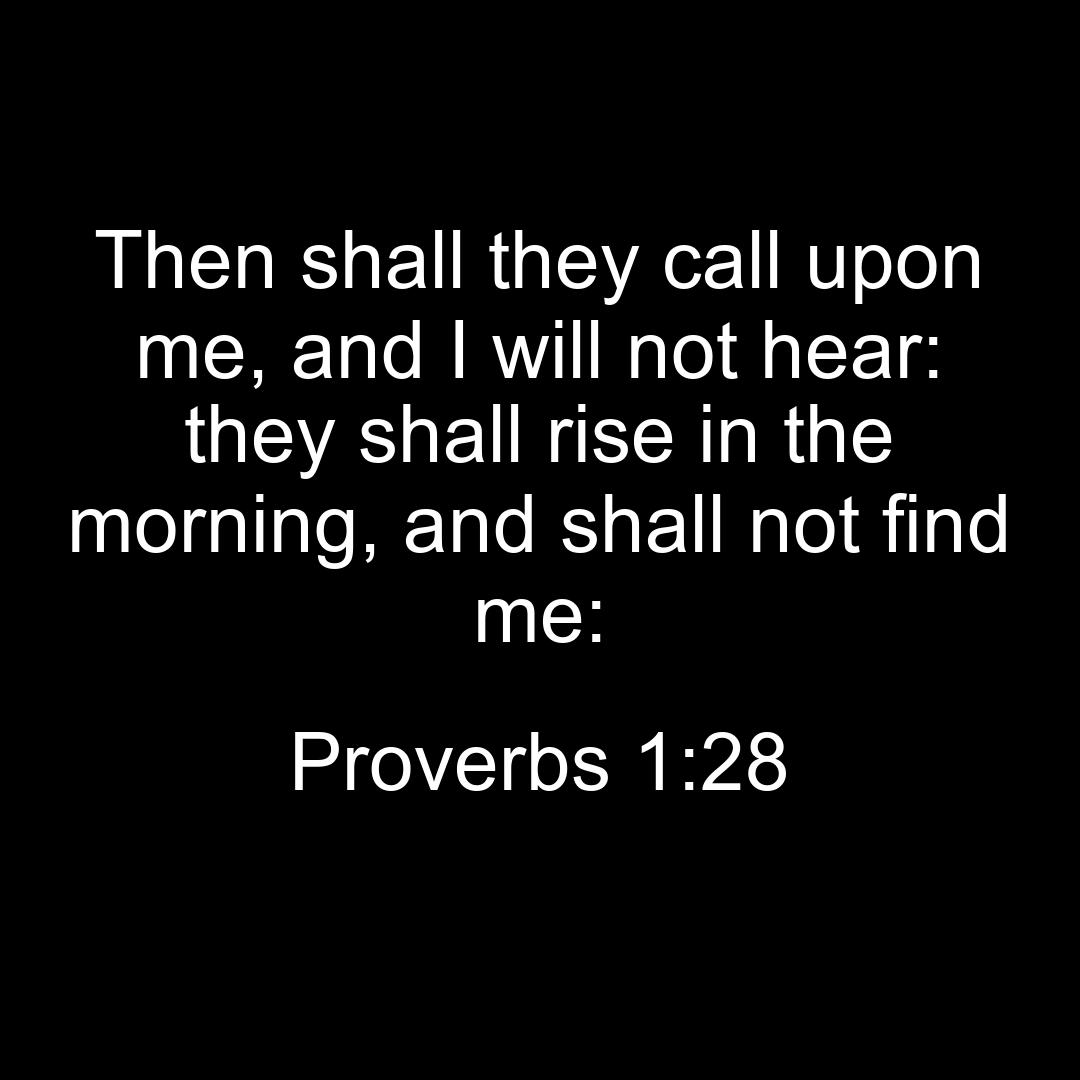 Then shall they call upon
me, and I will not hear:
they shall rise in the
morning, and shall not find
me:
Proverbs 1:28